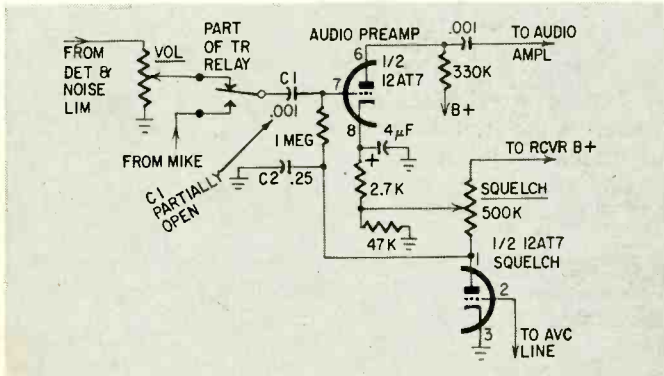 PART
OF TR
RELAY
FROM
DET &
NOISE
LIM
VOL
C1
.001
FROM MIKE
C1
PARTIALLY
OPEN
1 MEG
C2 .25
AUDIO PREAMP
6
7
8
1/2
12AT7
4μF
+
2.7K
47K
.001
TO AUDIO
AMPL
330K
B+
TO RCVR B+
SQUELCH
500K
1/2 12AT7
SQUELCH
1
2
3
TO AVC
LINE